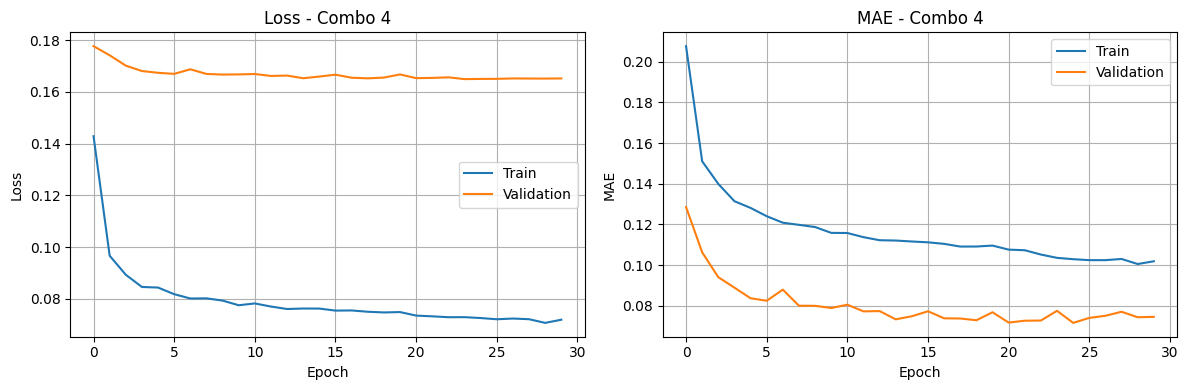 Loss - Combo 4
0.18
0.16
0.14
0.12
0.10
0.08
Loss
Train
Validation
0 5 10 15 20 25 30
Epoch
MAE - Combo 4
0.20
0.18
0.16
0.14
0.12
0.10
0.08
MAE
Train
Validation
0 5 10 15 20 25 30
Epoch